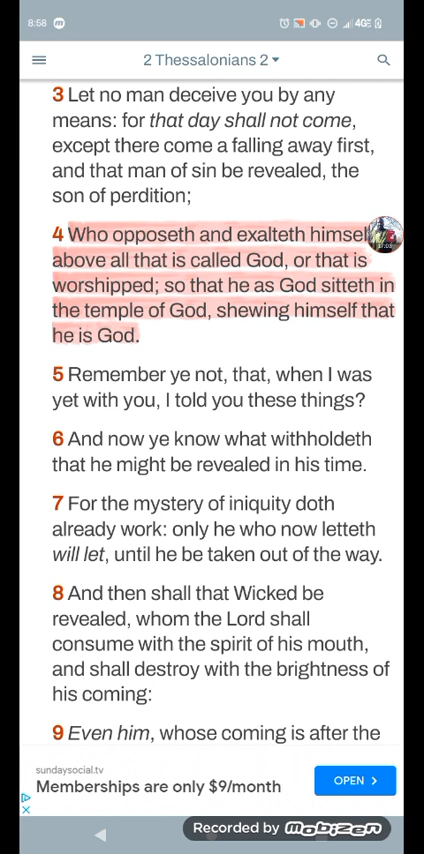 8:58
4G
2 Thessalonians 2
3 Let no man deceive you by any
means: for that day shall not come,
except there come a falling away first,
and that man of sin be revealed, the
son of perdition;
4 Who opposeth and exalteth himsel
above all that is called God, or that is
worshipped; so that he as God sitteth in
the temple of God, shewing himself that
he is God.
5 Remember ye not, that, when I was
yet with you, I told you these things?
6 And now ye know what withholdeth
that he might be revealed in his time.
7 For the mystery of iniquity doth
already work: only he who now letteth
will let, until he be taken out of the way.
8 And then shall that Wicked be
revealed, whom the Lord shall
consume with the spirit of his mouth,
and shall destroy with the brightness of
his coming:
9 Even him, whose coming is after the
sundaysocial.tv
Memberships are only $9/month
OPEN
Recorded by mobizen